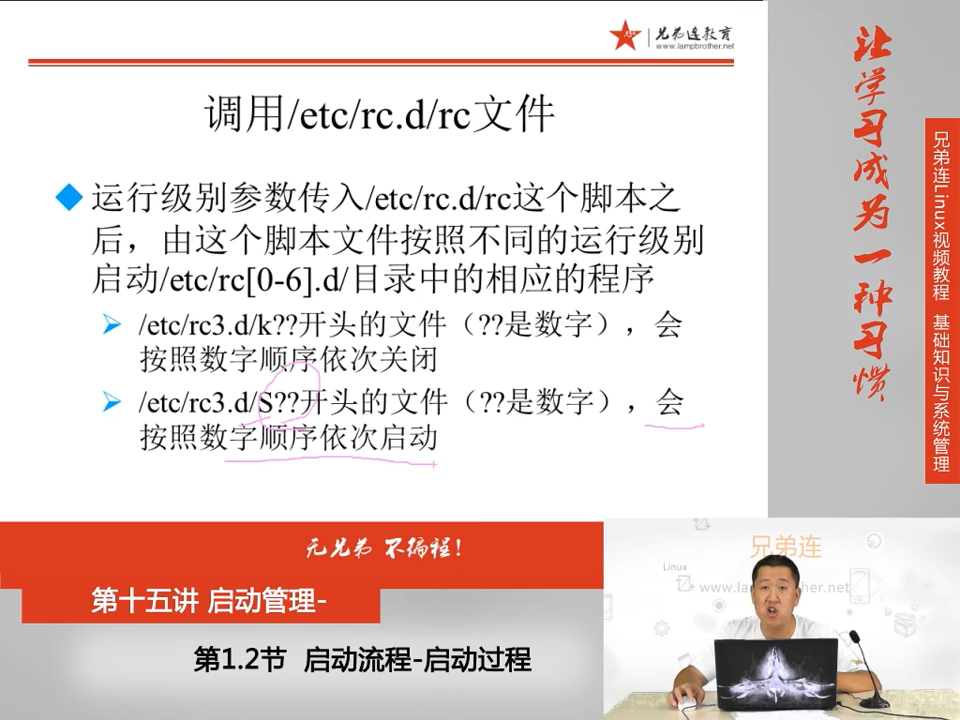 兄弟连教育
www.lampbrother.net
调用/etc/rc.d/rc文件
运行级别参数传入/etc/rc.d/rc这个脚本之
后，由这个脚本文件按照不同的运行级别
启动/etc/rc[0-6].d/目录中的相应的程序
/etc/rc3.d/k??开头的文件（??是数字），会
按照数字顺序依次关闭
/etc/rc3.d/S??开头的文件（??是数字），会
按照数字顺序依次启动
让学习成为一种习惯
兄弟连Linux视频教程 基础知识与系统管理
无兄弟 不编程!
第十五讲 启动管理-
第1.2节 启动流程-启动过程
兄弟连
Linux